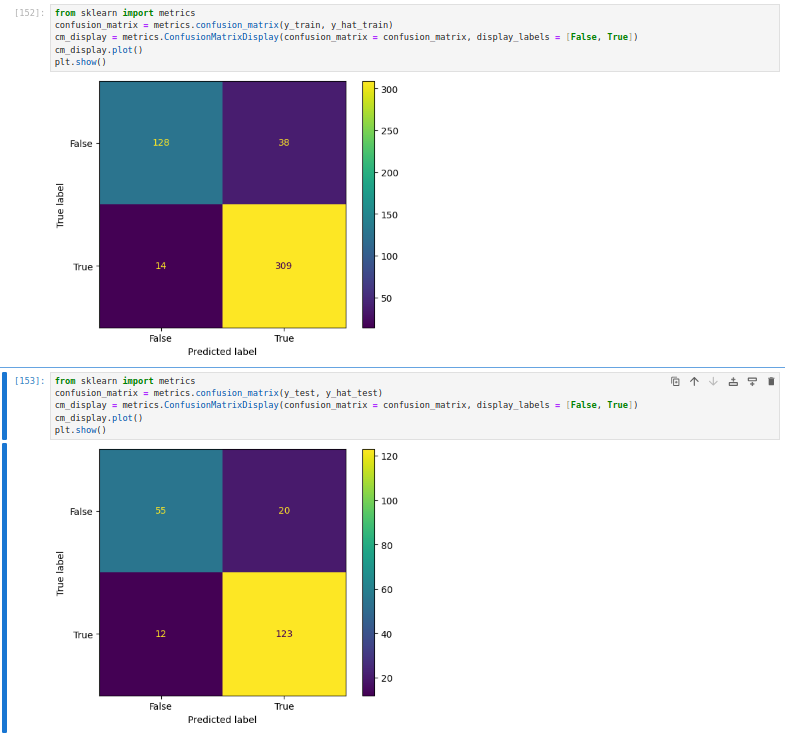 [152]:
from sklearn import metrics
confusion_matrix = metrics.confusion_matrix(y_train, y_hat_train)
cm_display = metrics.ConfusionMatrixDisplay(confusion_matrix = confusion_matrix, display_labels = [False, True])
cm_display.plot()
plt.show()
300
250
200
150
100
50
False
128
38
True label
True
14
309
False
True
Predicted label
[153]:
from sklearn import metrics
confusion_matrix = metrics.confusion_matrix(y_test, y_hat_test)
cm_display = metrics.ConfusionMatrixDisplay(confusion_matrix = confusion_matrix, display_labels = [False, True])
cm_display.plot()
plt.show()
120
100
80
60
40
20
False
55
20
True label
True
12
123
False
True
Predicted label